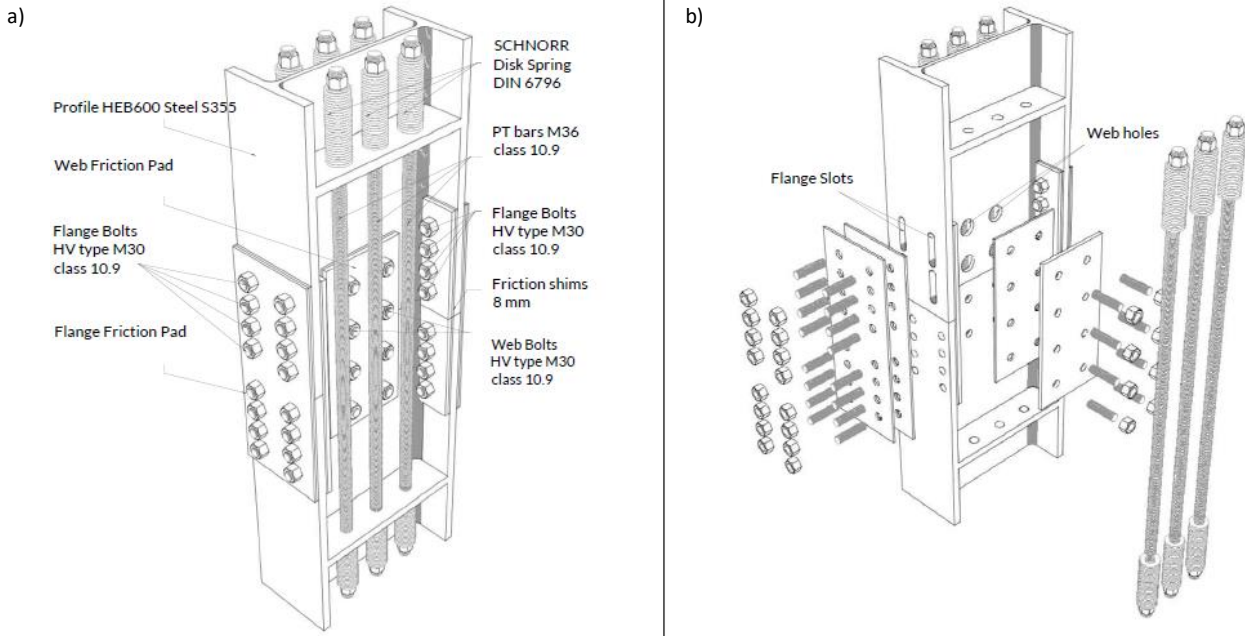 a)
SCHNORR
Disk Spring
DIN 6796
Profile HEB600 Steel S355
PT bars M36
class 10.9
Web Friction Pad
Flange Bolts
HV type M30
class 10.9
Flange Bolts
HV type M30
class 10.9
Friction shims
8 mm
Flange Friction Pad
Web Bolts
HV type M30
class 10.9
b)
Web holes
Flange Slots